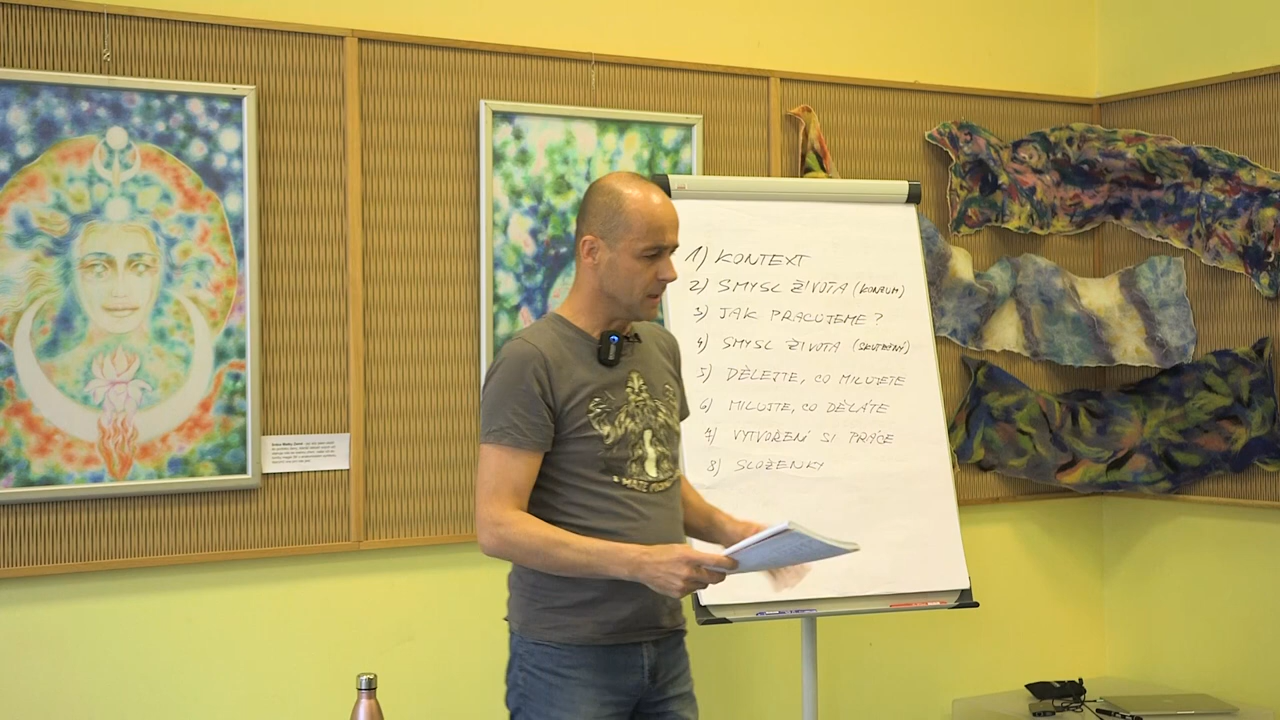 1) KONTEXT
2) SMYSL ŽIVOTA (KONZUM)
3) JAK PRACUJEME?
4) SMYSL ŽIVOTA (SKUTEČNÝ)
5) DĚLEJTE, CO MILUJETE
6) MILUJTE, CO DĚLÁTE
7) VYTVOŘENÍ SI PRÁCE
8) SLOŽENKY